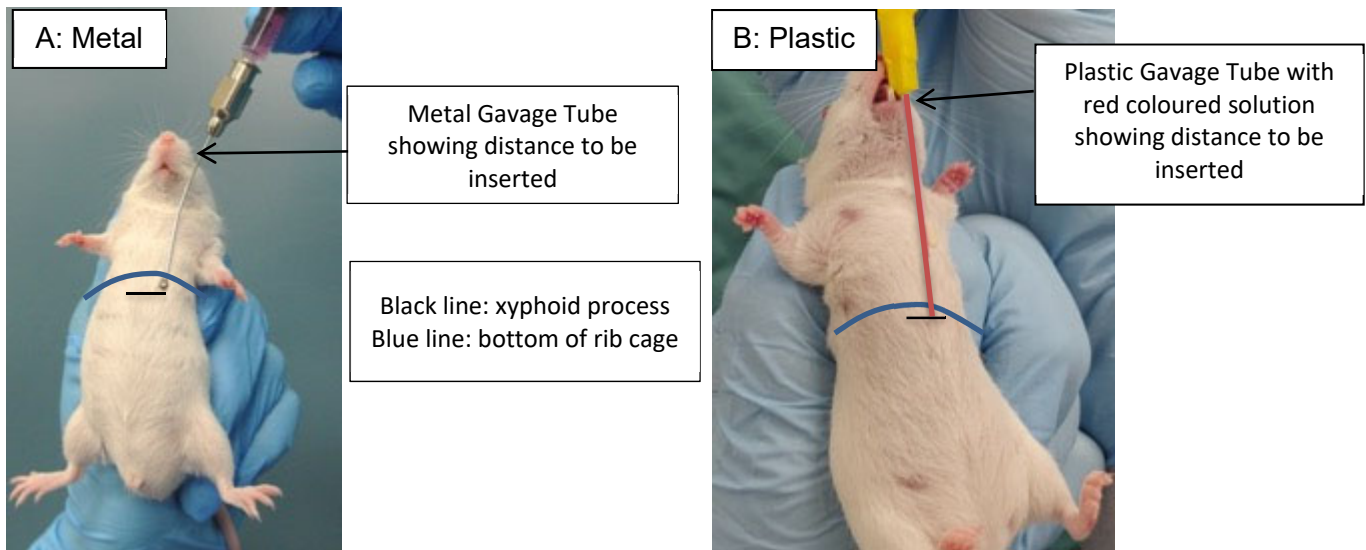 A: Metal
Metal Gavage Tube
showing distance to be
inserted
Black line: xyphoid process
Blue line: bottom of rib cage
B: Plastic
Plastic Gavage Tube with
red coloured solution
showing distance to be
inserted